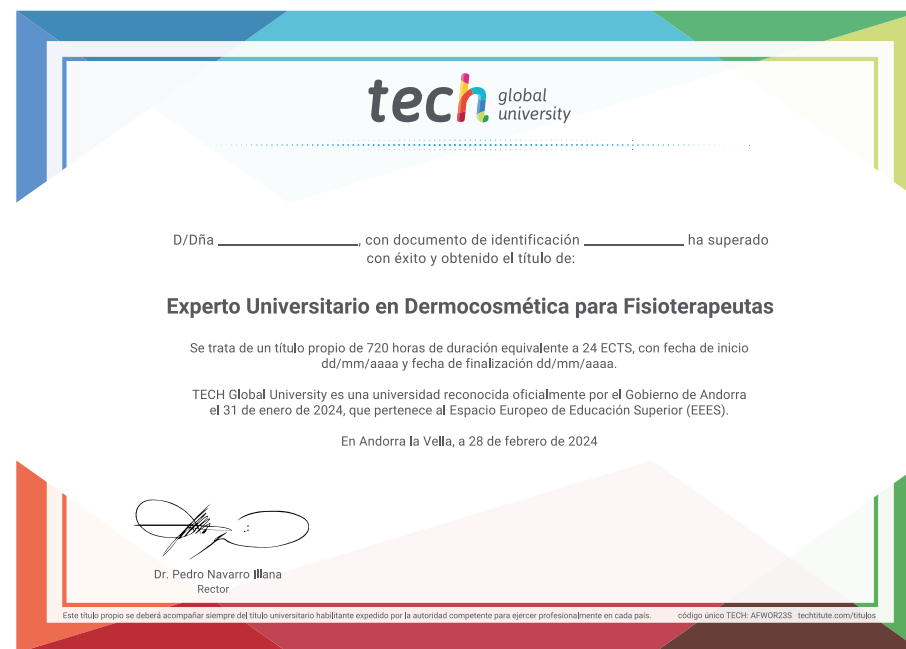 tech global
university
D/Dña ____________________, con documento de identificación ______________ ha superado
con éxito y obtenido el título de:
Experto Universitario en Dermocosmética para Fisioterapeutas
Se trata de un título propio de 720 horas de duración equivalente a 24 ECTS, con fecha de inicio
dd/mm/aaaa y fecha de finalización dd/mm/aaaa.
TECH Global University es una universidad reconocida oficialmente por el Gobierno de Andorra
el 31 de enero de 2024, que pertenece al Espacio Europeo de Educación Superior (EEES).
En Andorra la Vella, a 28 de febrero de 2024
Dr. Pedro Navarro Illana
Rector
Este título propio se deberá acompañar siempre del título universitario habilitante expedido por la autoridad competente para ejercer profesionalmente en cada país. código único TECH: AFWOR23S techtitute.com/titulos